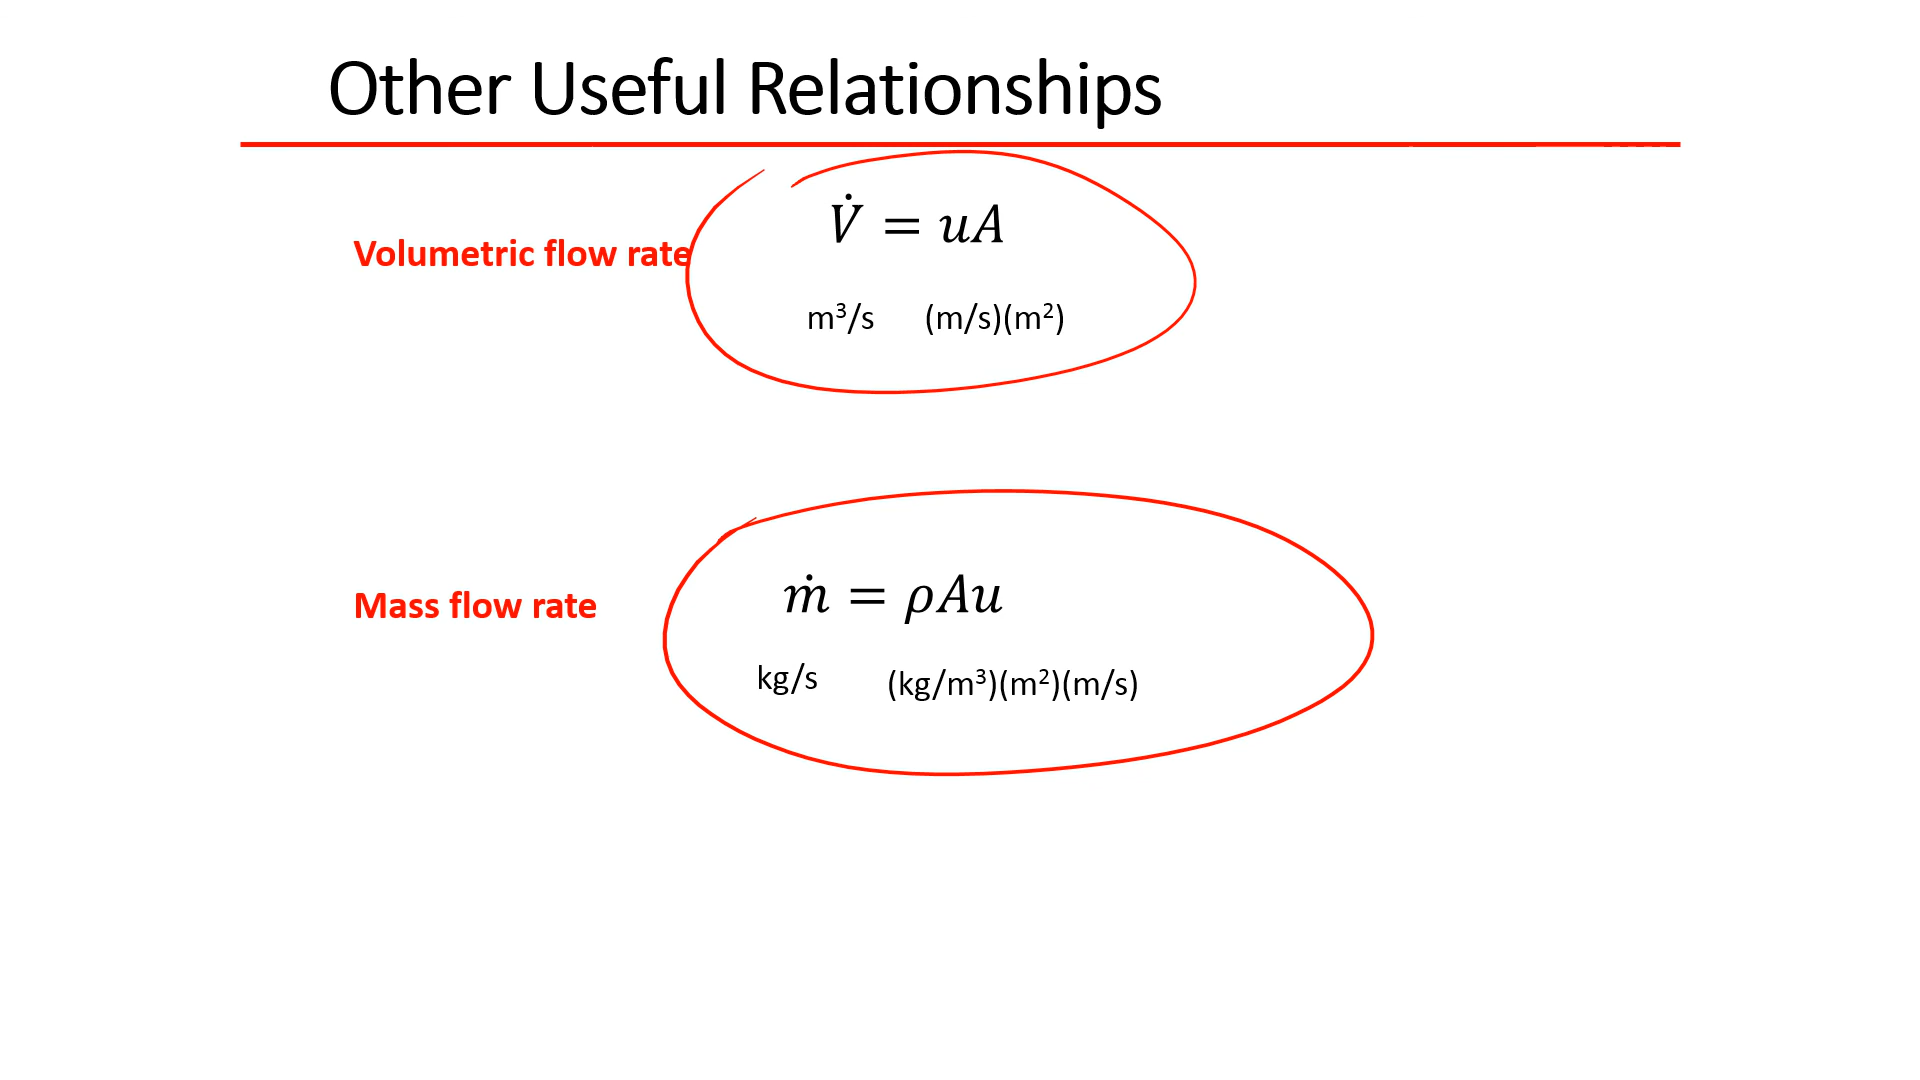 Other Useful Relationships
V̇ = uA
Volumetric flow rate
m³/s (m/s)(m²)
ṁ = ρAu
Mass flow rate
kg/s (kg/m³)(m²)(m/s)